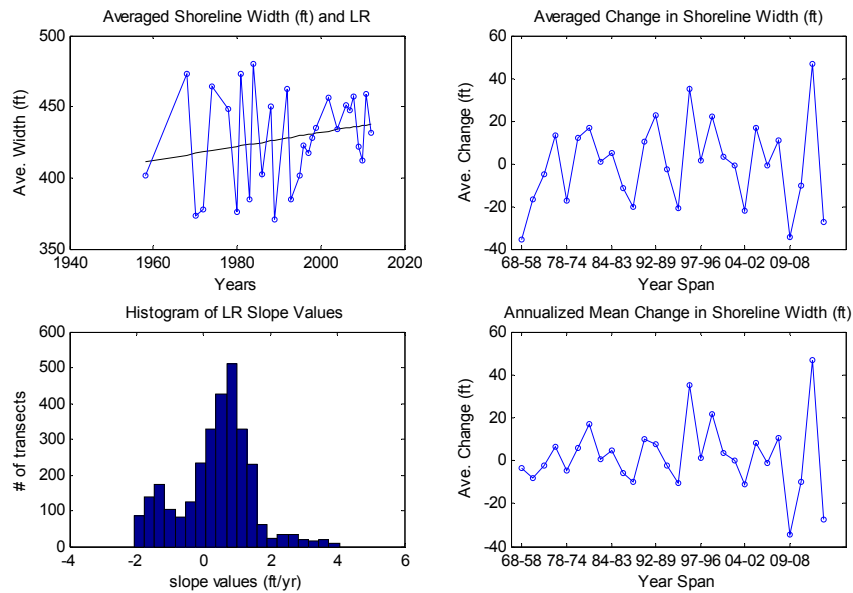 Averaged Shoreline Width (ft) and LR
500
450
400
350
Ave. Width (ft)
1940 1960 1980 2000 2020
Years
Averaged Change in Shoreline Width (ft)
60
40
20
0
-20
-40
Ave. Change (ft)
68-58 78-74 84-83 92-89 97-96 04-02 09-08
Year Span
Histogram of LR Slope Values
600
500
400
300
200
100
0
# of transects
-4 -2 0 2 4 6
slope values (ft/yr)
Annualized Mean Change in Shoreline Width (ft)
60
40
20
0
-20
-40
Ave. Change (ft)
68-58 78-74 84-83 92-89 97-96 04-02 09-08
Year Span